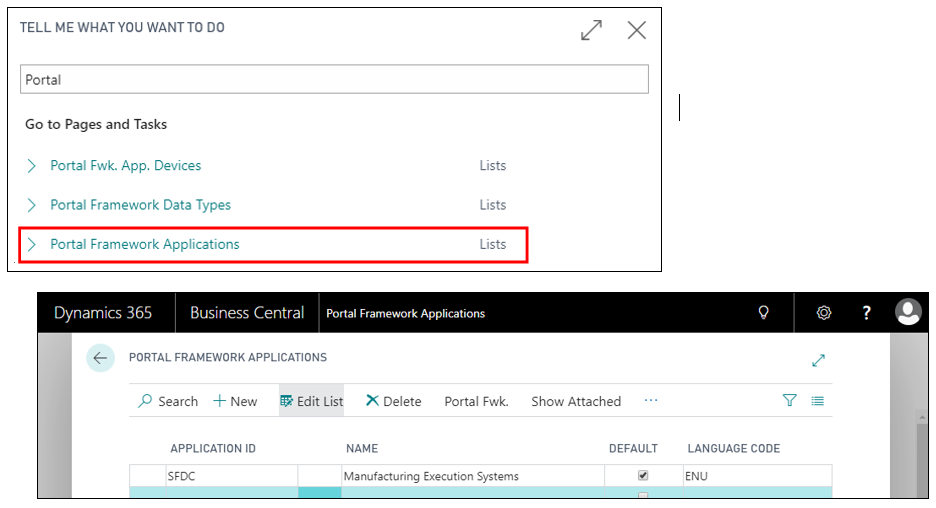 TELL ME WHAT YOU WANT TO DO
Portal
Go to Pages and Tasks
Portal Fwk. App. Devices Lists
Portal Framework Data Types Lists
Portal Framework Applications Lists
Dynamics 365 Business Central Portal Framework Applications ?
PORTAL FRAMEWORK APPLICATIONS
Search New Edit List Delete Portal Fwk. Show Attached ...
APPLICATION ID NAME DEFAULT LANGUAGE CODE
SFDC Manufacturing Execution Systems ENU